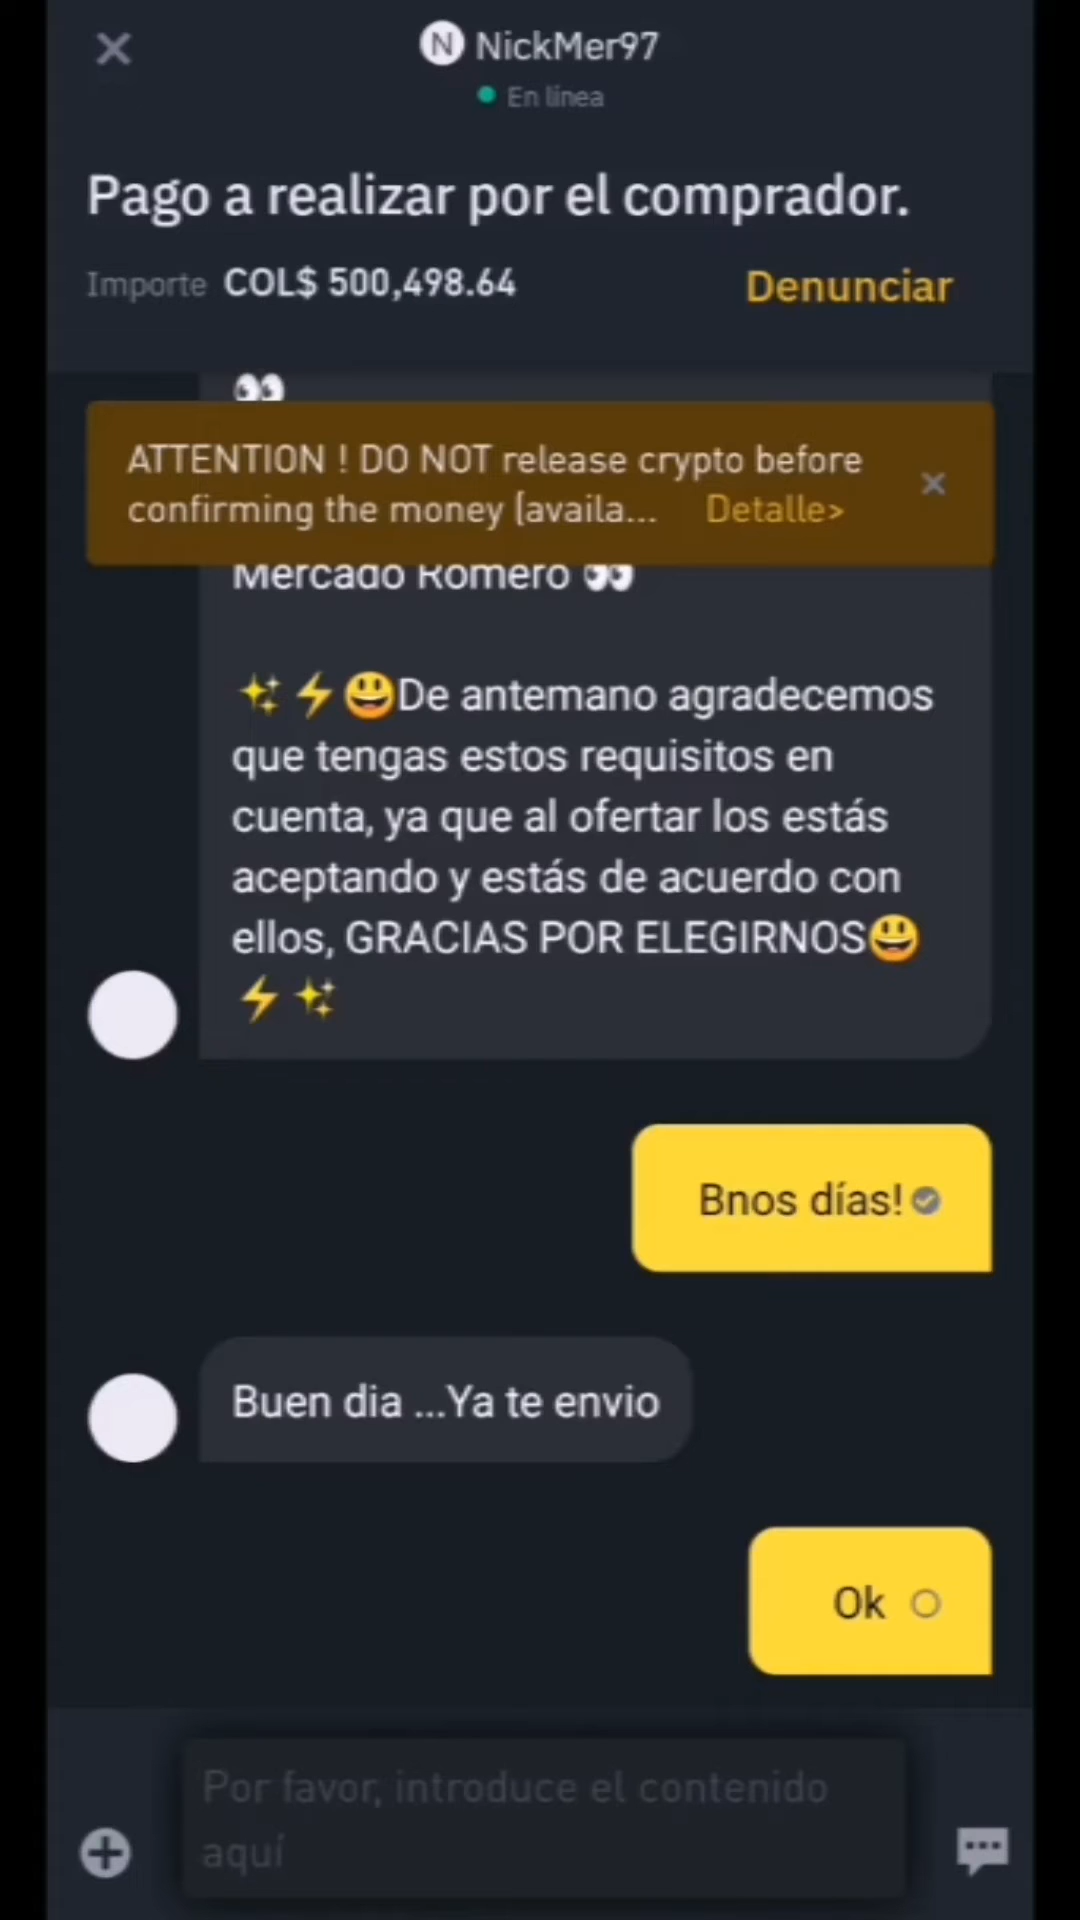 N NickMer97
En línea
Pago a realizar por el comprador.
Importe COL$ 500,498.64 Denunciar
👀
ATTENTION ! DO NOT release crypto before
confirming the money (availa... Detalle>
Mercado Romero 👀
✨⚡😃De antemano agradecemos
que tengas estos requisitos en
cuenta, ya que al ofertar los estás
aceptando y estás de acuerdo con
ellos, GRACIAS POR ELEGIRNOS😃
⚡✨
Bnos días!
Buen dia ...Ya te envio
Ok
Por favor, introduce el contenido
aquí